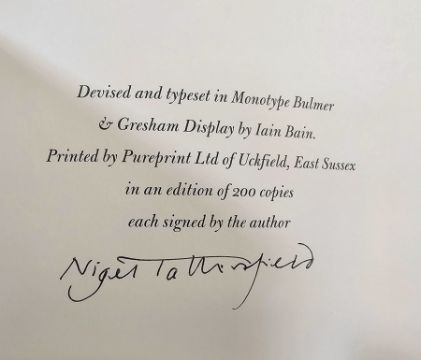 Devised and typeset in Monotype Bulmer
& Gresham Display by Iain Bain.
Printed by Pureprint Ltd of Uckfield, East Sussex
in an edition of 200 copies
each signed by the author
Nigel Tattersfield